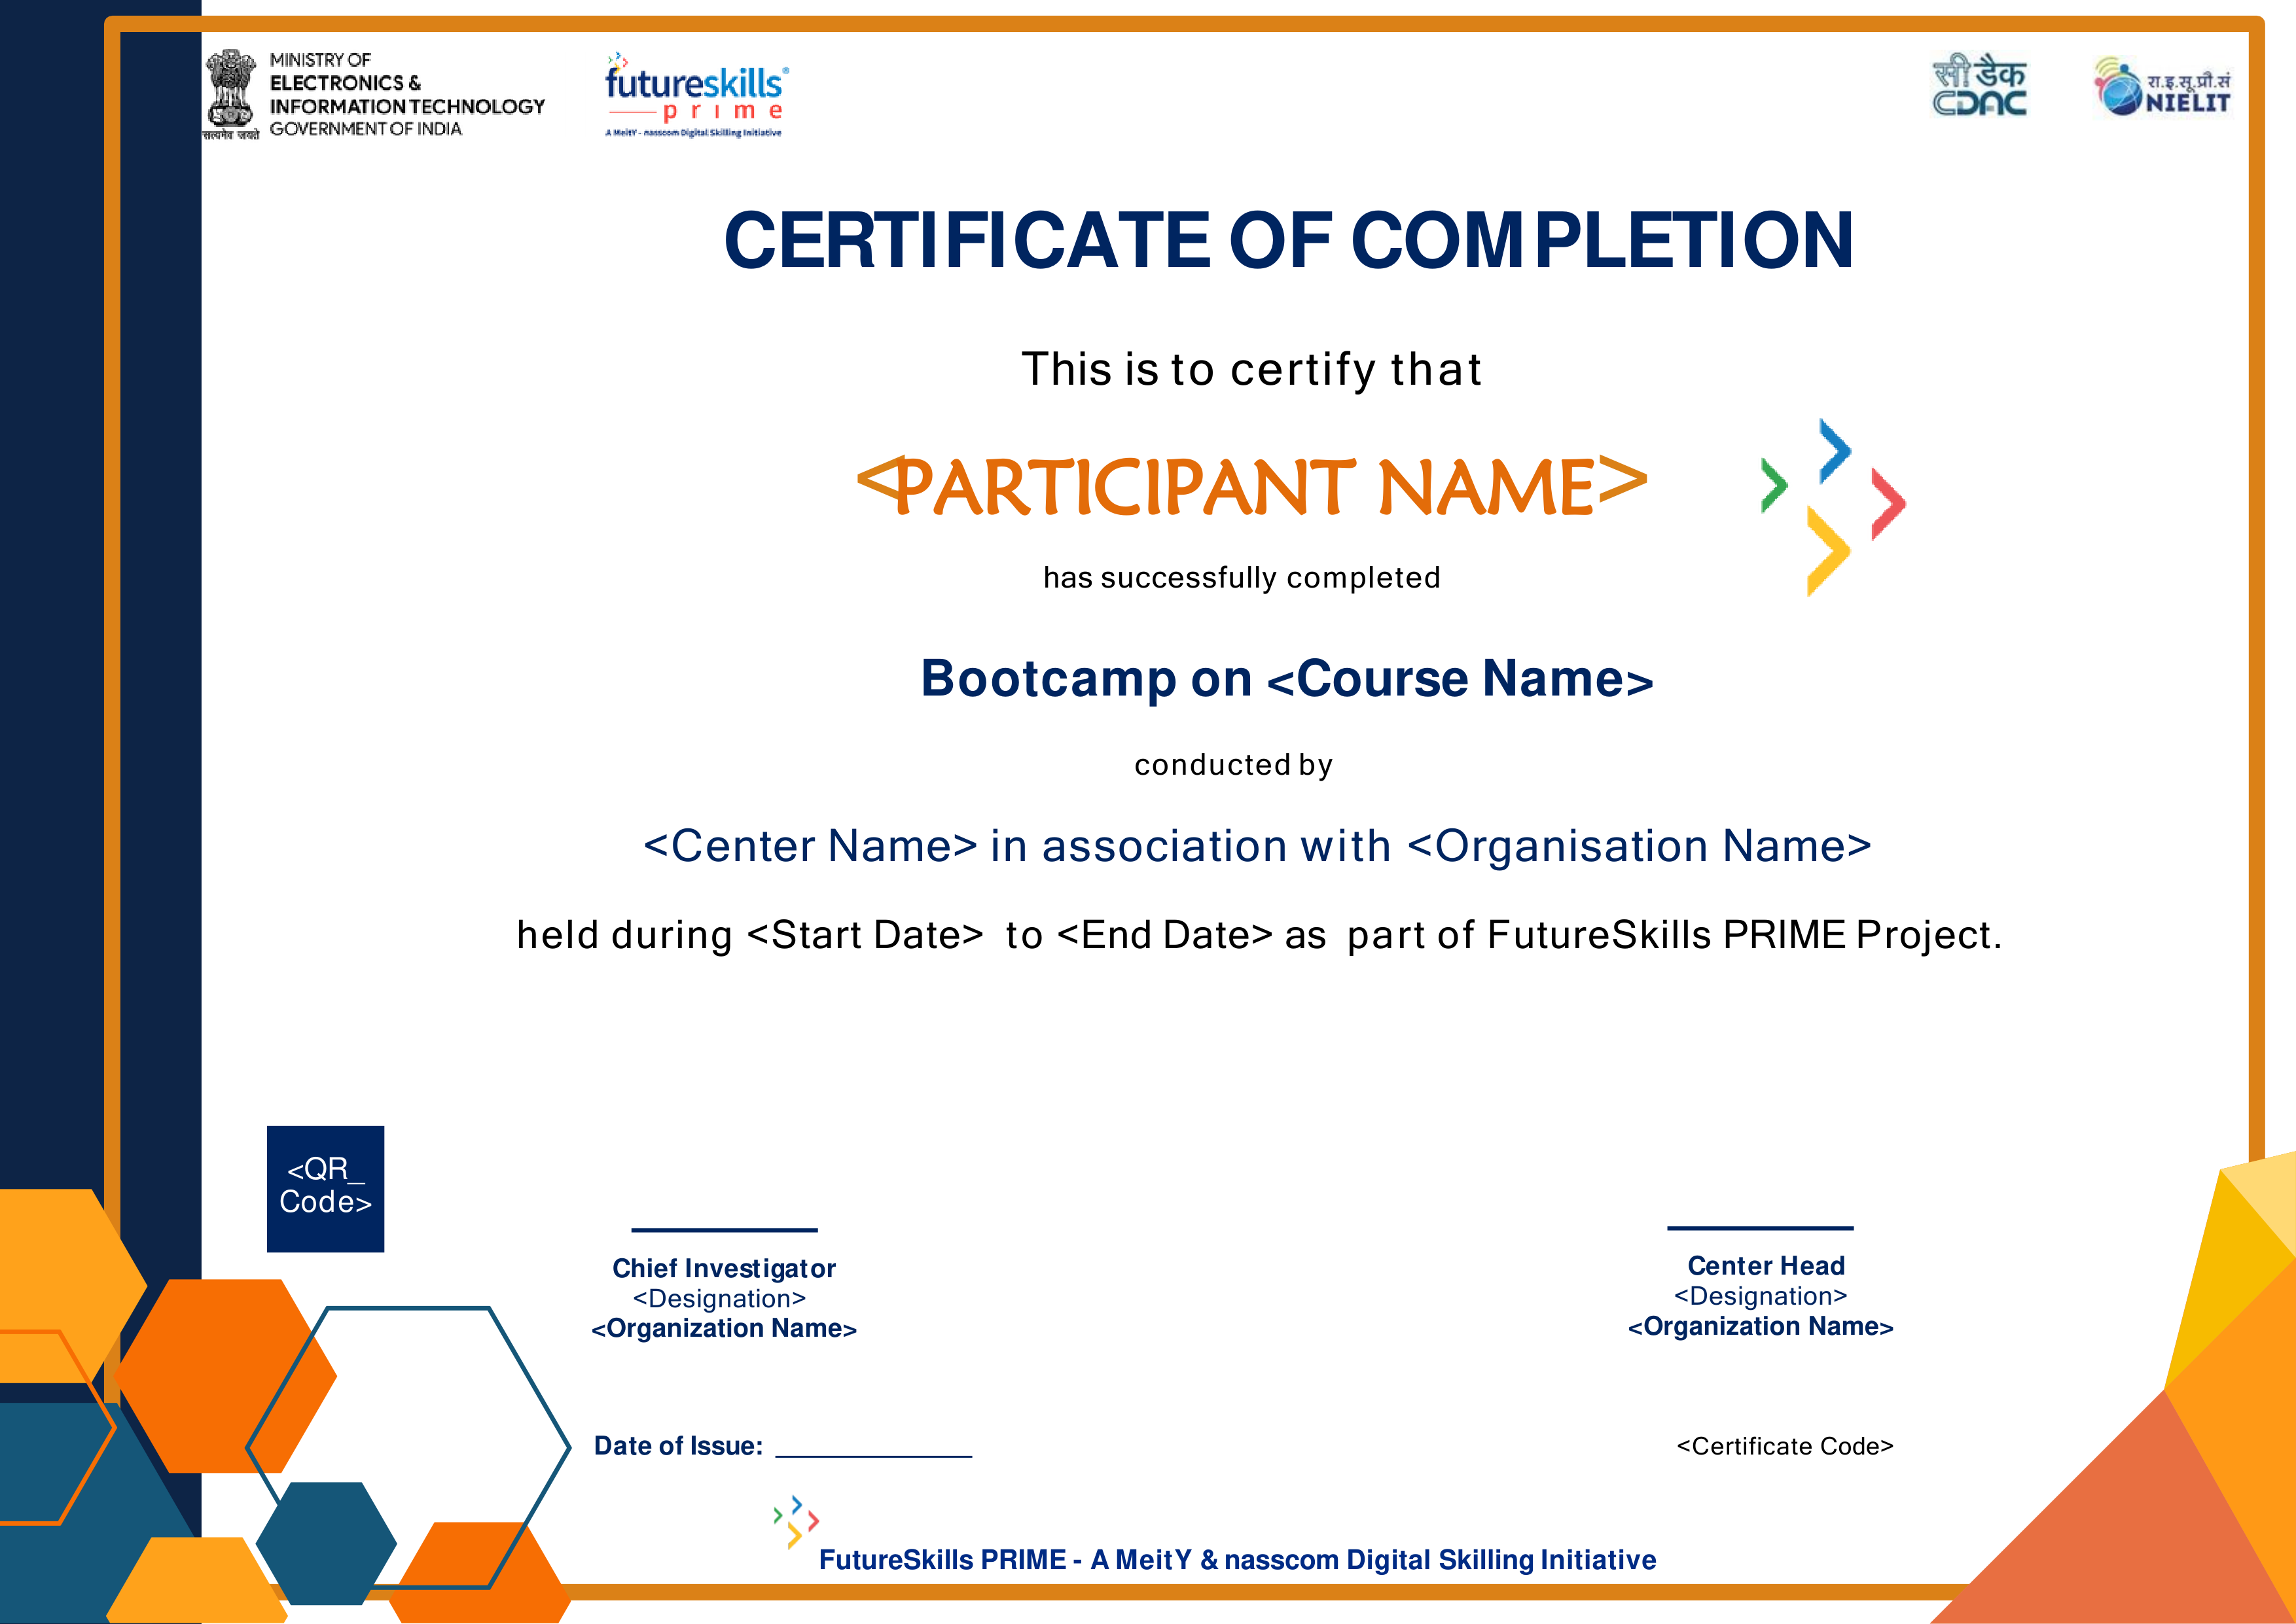 MINISTRY OF
ELECTRONICS &
INFORMATION TECHNOLOGY
GOVERNMENT OF INDIA
सत्यमेव जयते
futureskills®
prime
A MeitY - nasscom Digital Skilling Initiative
सी डैक
CDAC
रा.इ.सू.प्रौ.सं
NIELIT
CERTIFICATE OF COMPLETION
This is to certify that
<PARTICIPANT NAME>
has successfully completed
Bootcamp on <Course Name>
conducted by
<Center Name> in association with <Organisation Name>
held during <Start Date> to <End Date> as part of FutureSkills PRIME Project.
<QR_
Code>
Chief Investigator
<Designation>
<Organization Name>
Center Head
<Designation>
<Organization Name>
Date of Issue: ______________
<Certificate Code>
FutureSkills PRIME - A MeitY & nasscom Digital Skilling Initiative